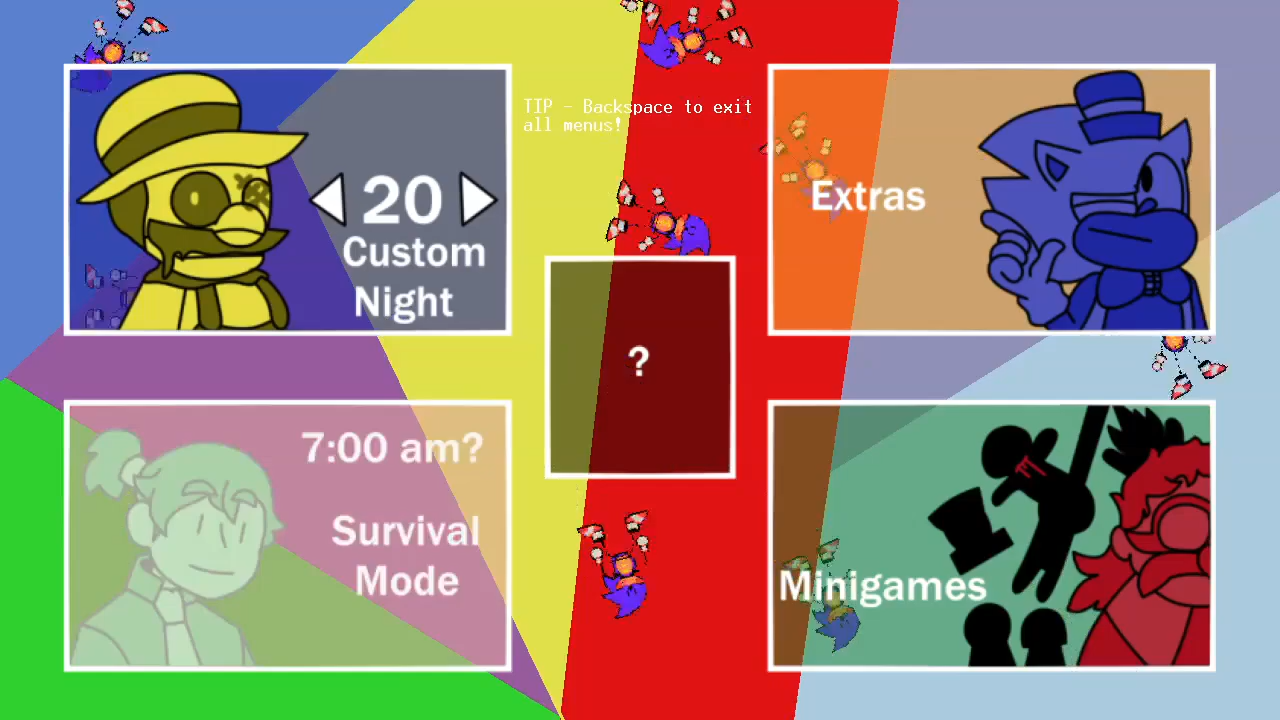 TIP - Backspace to exit
all menus!
20
Custom
Night
Extras
?
7:00 am?
Survival
Mode
Minigames